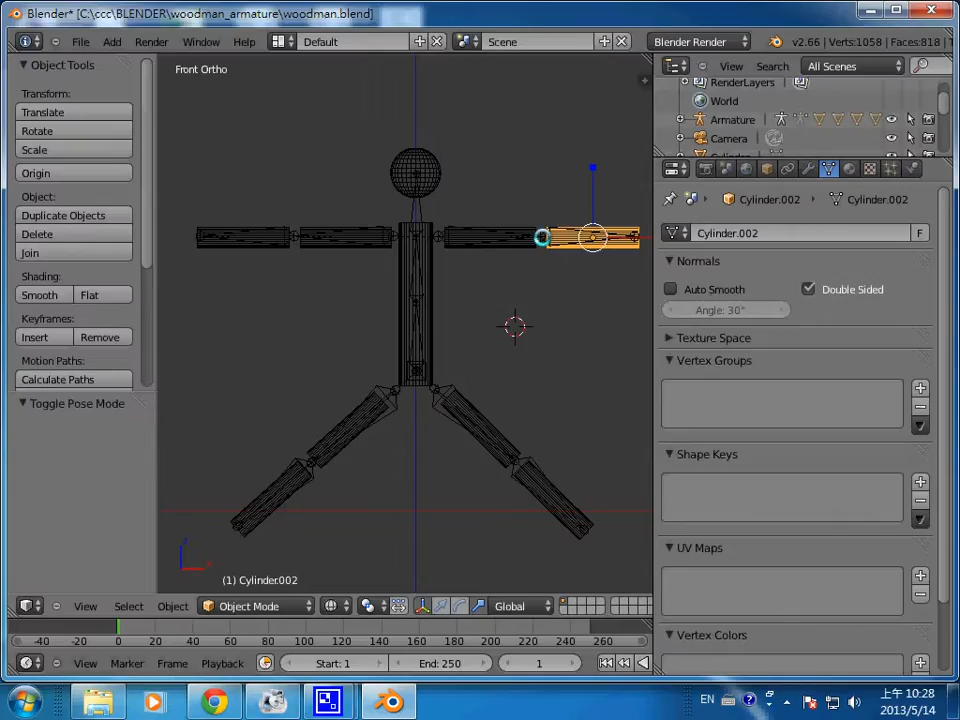 Blender* [C:\ccc\BLENDER\woodman_armature\woodman.blend]
File Add Render Window Help Default Scene Blender Render v2.66 | Verts:1058 | Faces:818 | T
Object Tools
Transform:
Translate
Rotate
Scale
Origin
Object:
Duplicate Objects
Delete
Join
Shading:
Smooth Flat
Keyframes:
Insert Remove
Motion Paths:
Calculate Paths
Toggle Pose Mode
Front Ortho
z
x
(1) Cylinder.002
View Search All Scenes
RenderLayers
World
Armature
Camera
Cylinder.002 Cylinder.002
Cylinder.002 F
Normals
Auto Smooth Double Sided
Angle: 30°
Texture Space
Vertex Groups
Shape Keys
UV Maps
Vertex Colors
View Select Object Object Mode Global
-40 -20 0 20 40 60 80 100 120 140 160 180 200 220 240 260
View Marker Frame Playback Start: 1 End: 250 1
EN 上午 10:28
2013/5/14